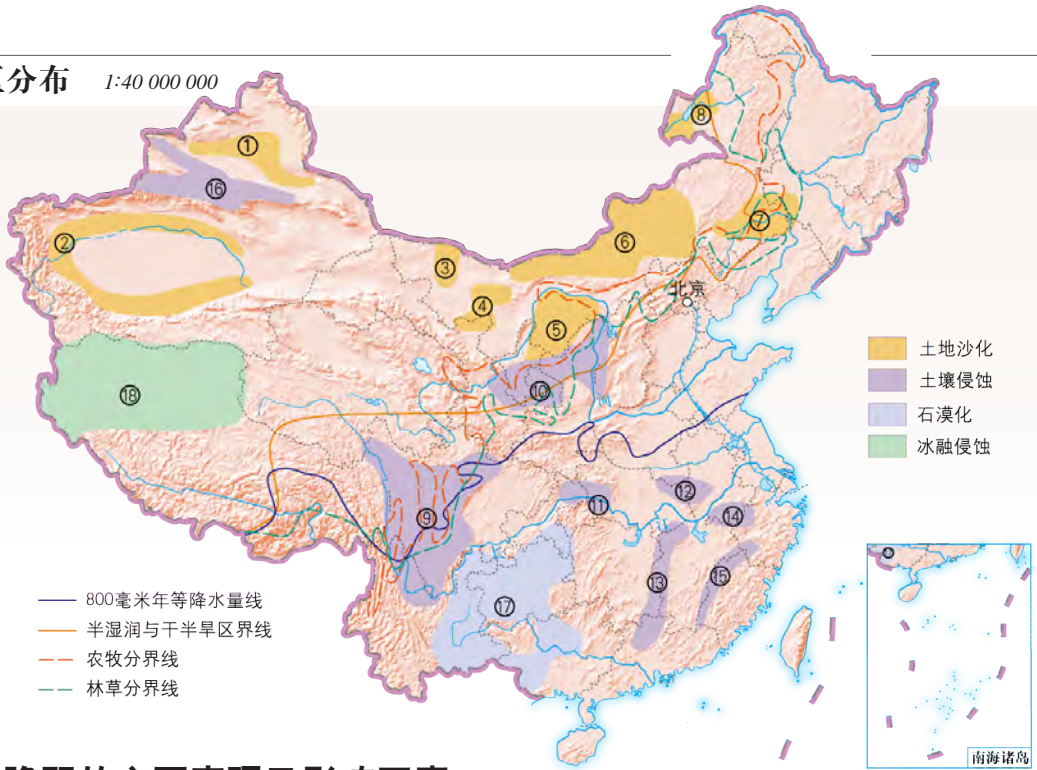 分布 1:40 000 000
①
②
③
④
⑤
⑥
⑦
⑧
⑨
⑩
⑪
⑫
⑬
⑭
⑮
⑯
⑰
⑱
北京
土地沙化
土壤侵蚀
石漠化
冰融侵蚀
800毫米年等降水量线
半湿润与干半旱区界线
农牧分界线
林草分界线
南海诸岛